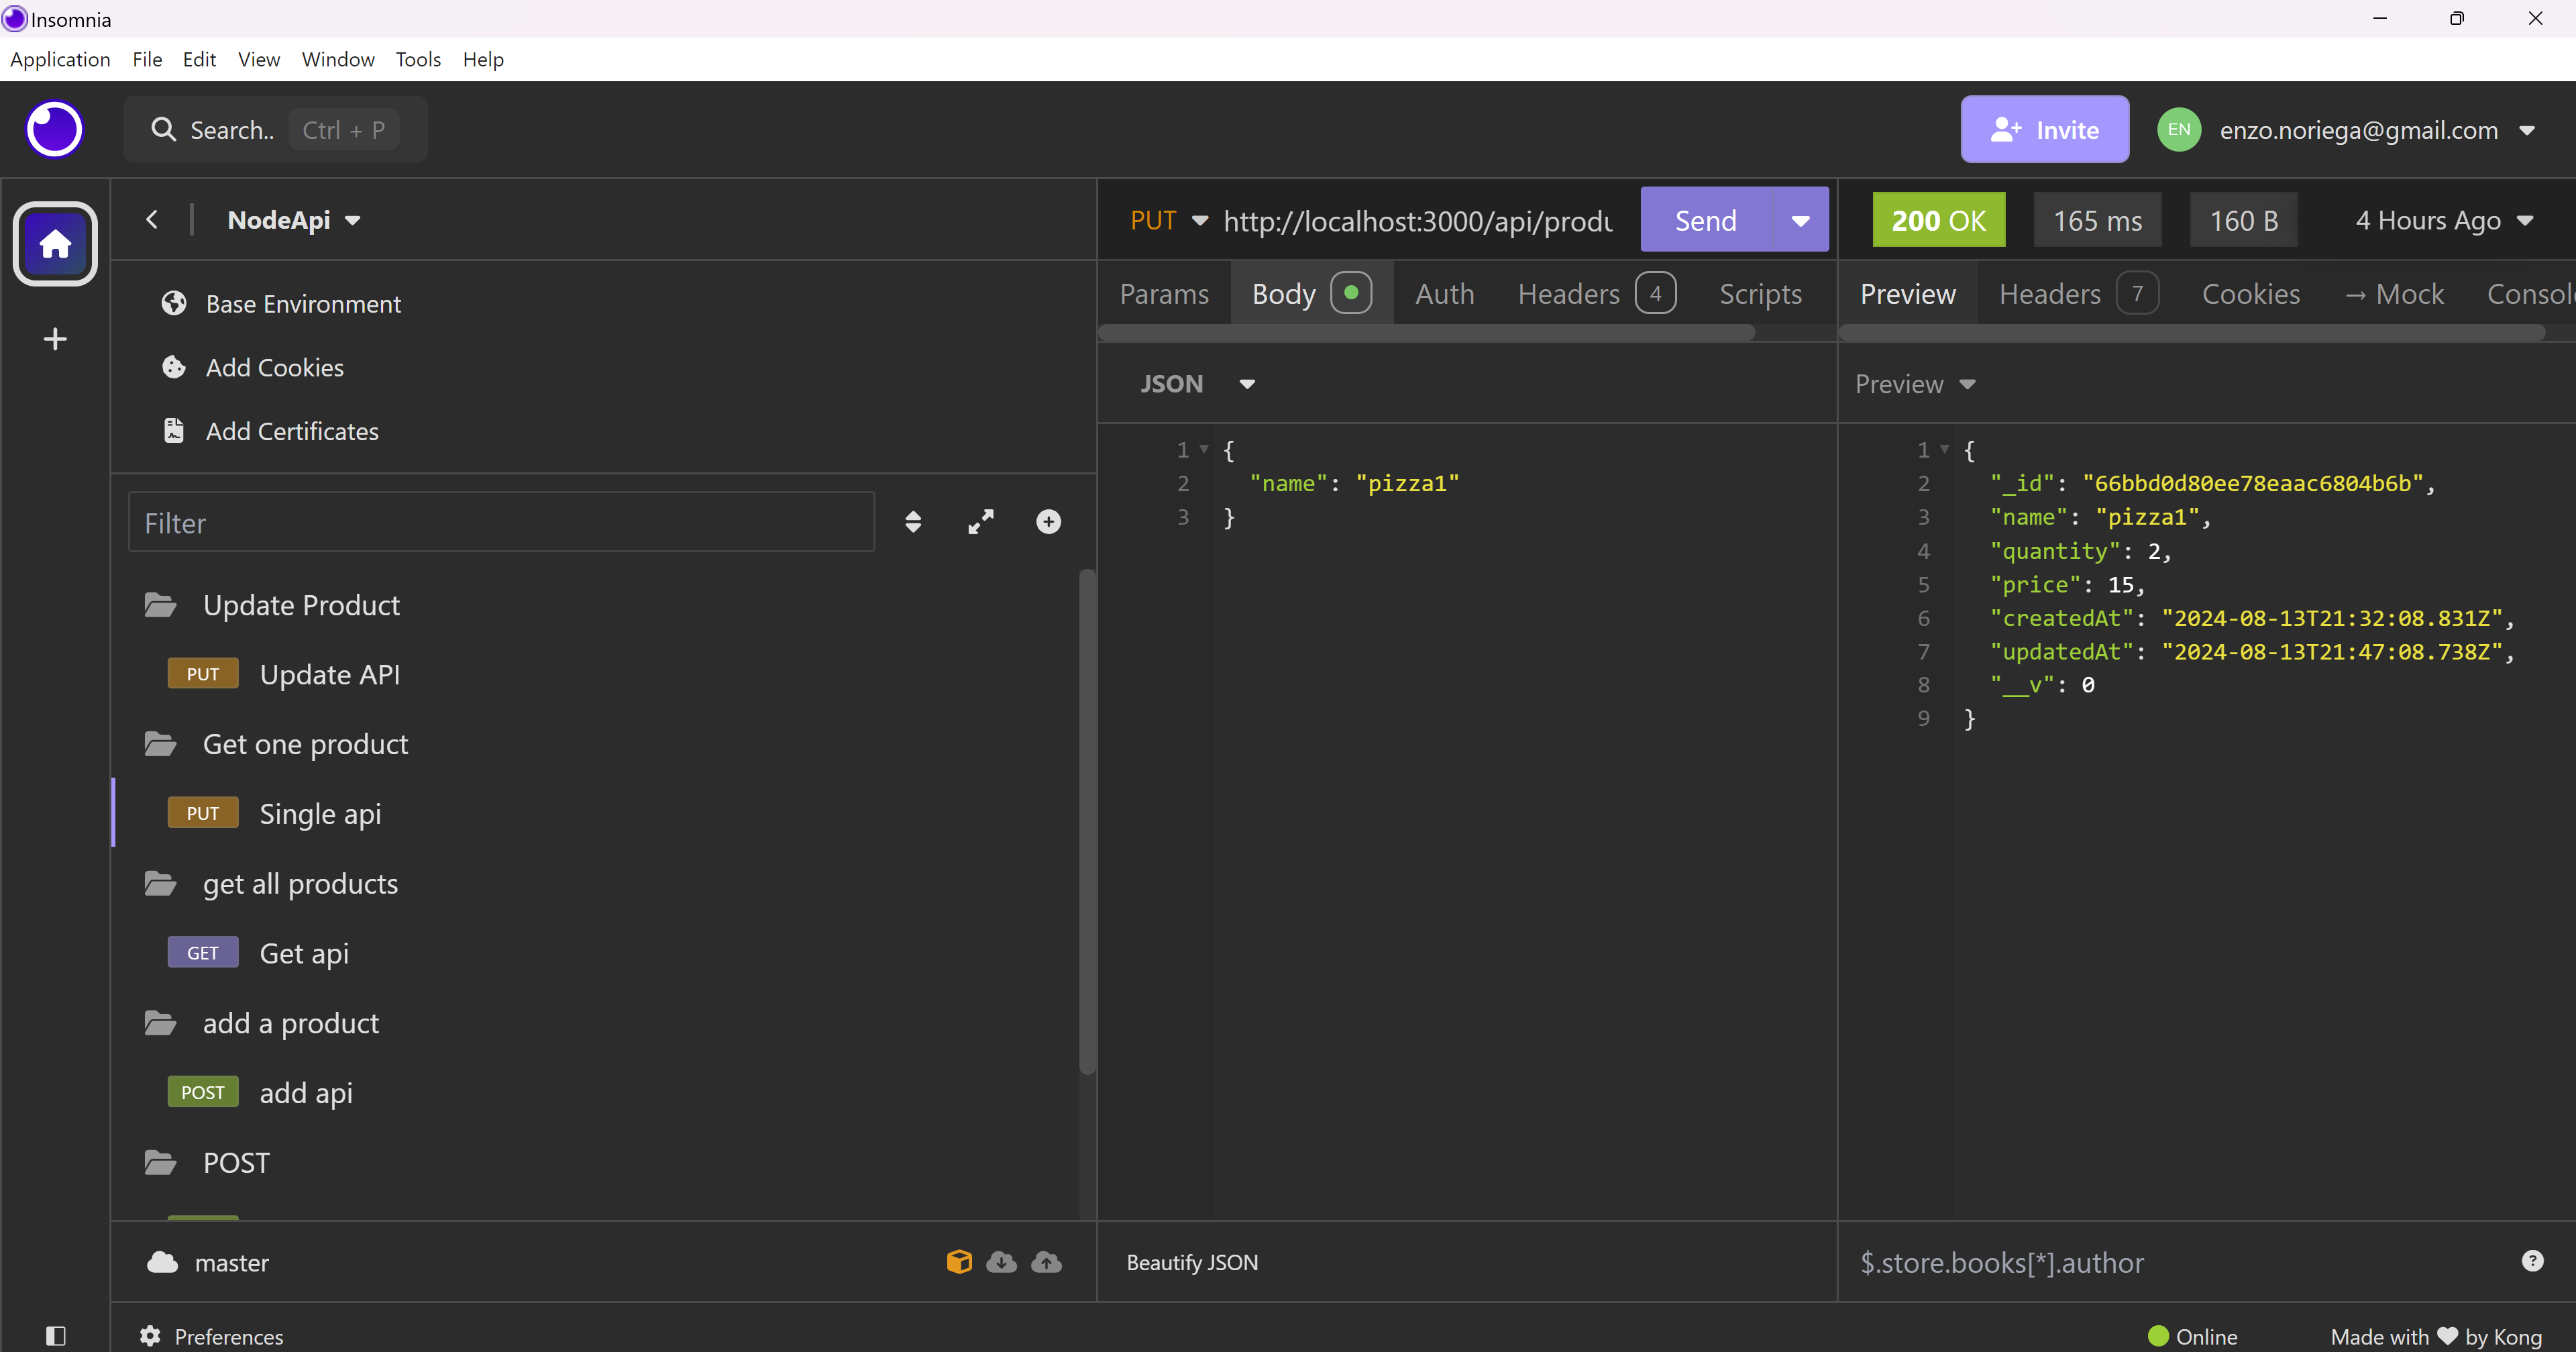 Insomnia
Application File Edit View Window Tools Help
Search.. Ctrl + P
Invite EN enzo.noriega@gmail.com
NodeApi
PUT http://localhost:3000/api/produ Send
200 OK 165 ms 160 B 4 Hours Ago
Base Environment
Add Cookies
Add Certificates
Params Body Auth Headers 4 Scripts
Preview Headers 7 Cookies → Mock Consol
JSON
Preview
Filter
Update Product
PUT Update API
Get one product
PUT Single api
get all products
GET Get api
add a product
POST add api
POST
1 {
2 "name": "pizza1"
3 }
1 {
2 "_id": "66bbd0d80ee78eaac6804b6b",
3 "name": "pizza1",
4 "quantity": 2,
5 "price": 15,
6 "createdAt": "2024-08-13T21:32:08.831Z",
7 "updatedAt": "2024-08-13T21:47:08.738Z",
8 "__v": 0
9 }
master
Beautify JSON
$.store.books[*].author
Preferences
Online
Made with ♥ by Kong